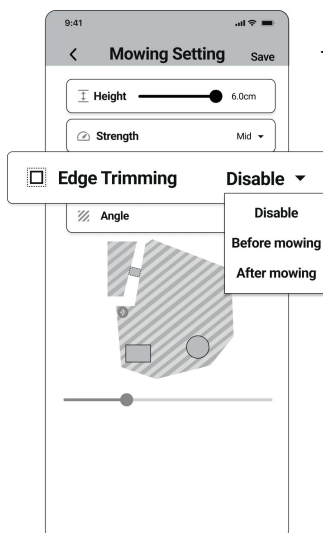 9:41
Mowing Setting
Save
Height 6.0cm
Strength Mid
Edge Trimming Disable
Disable
Angle
Before mowing
After mowing